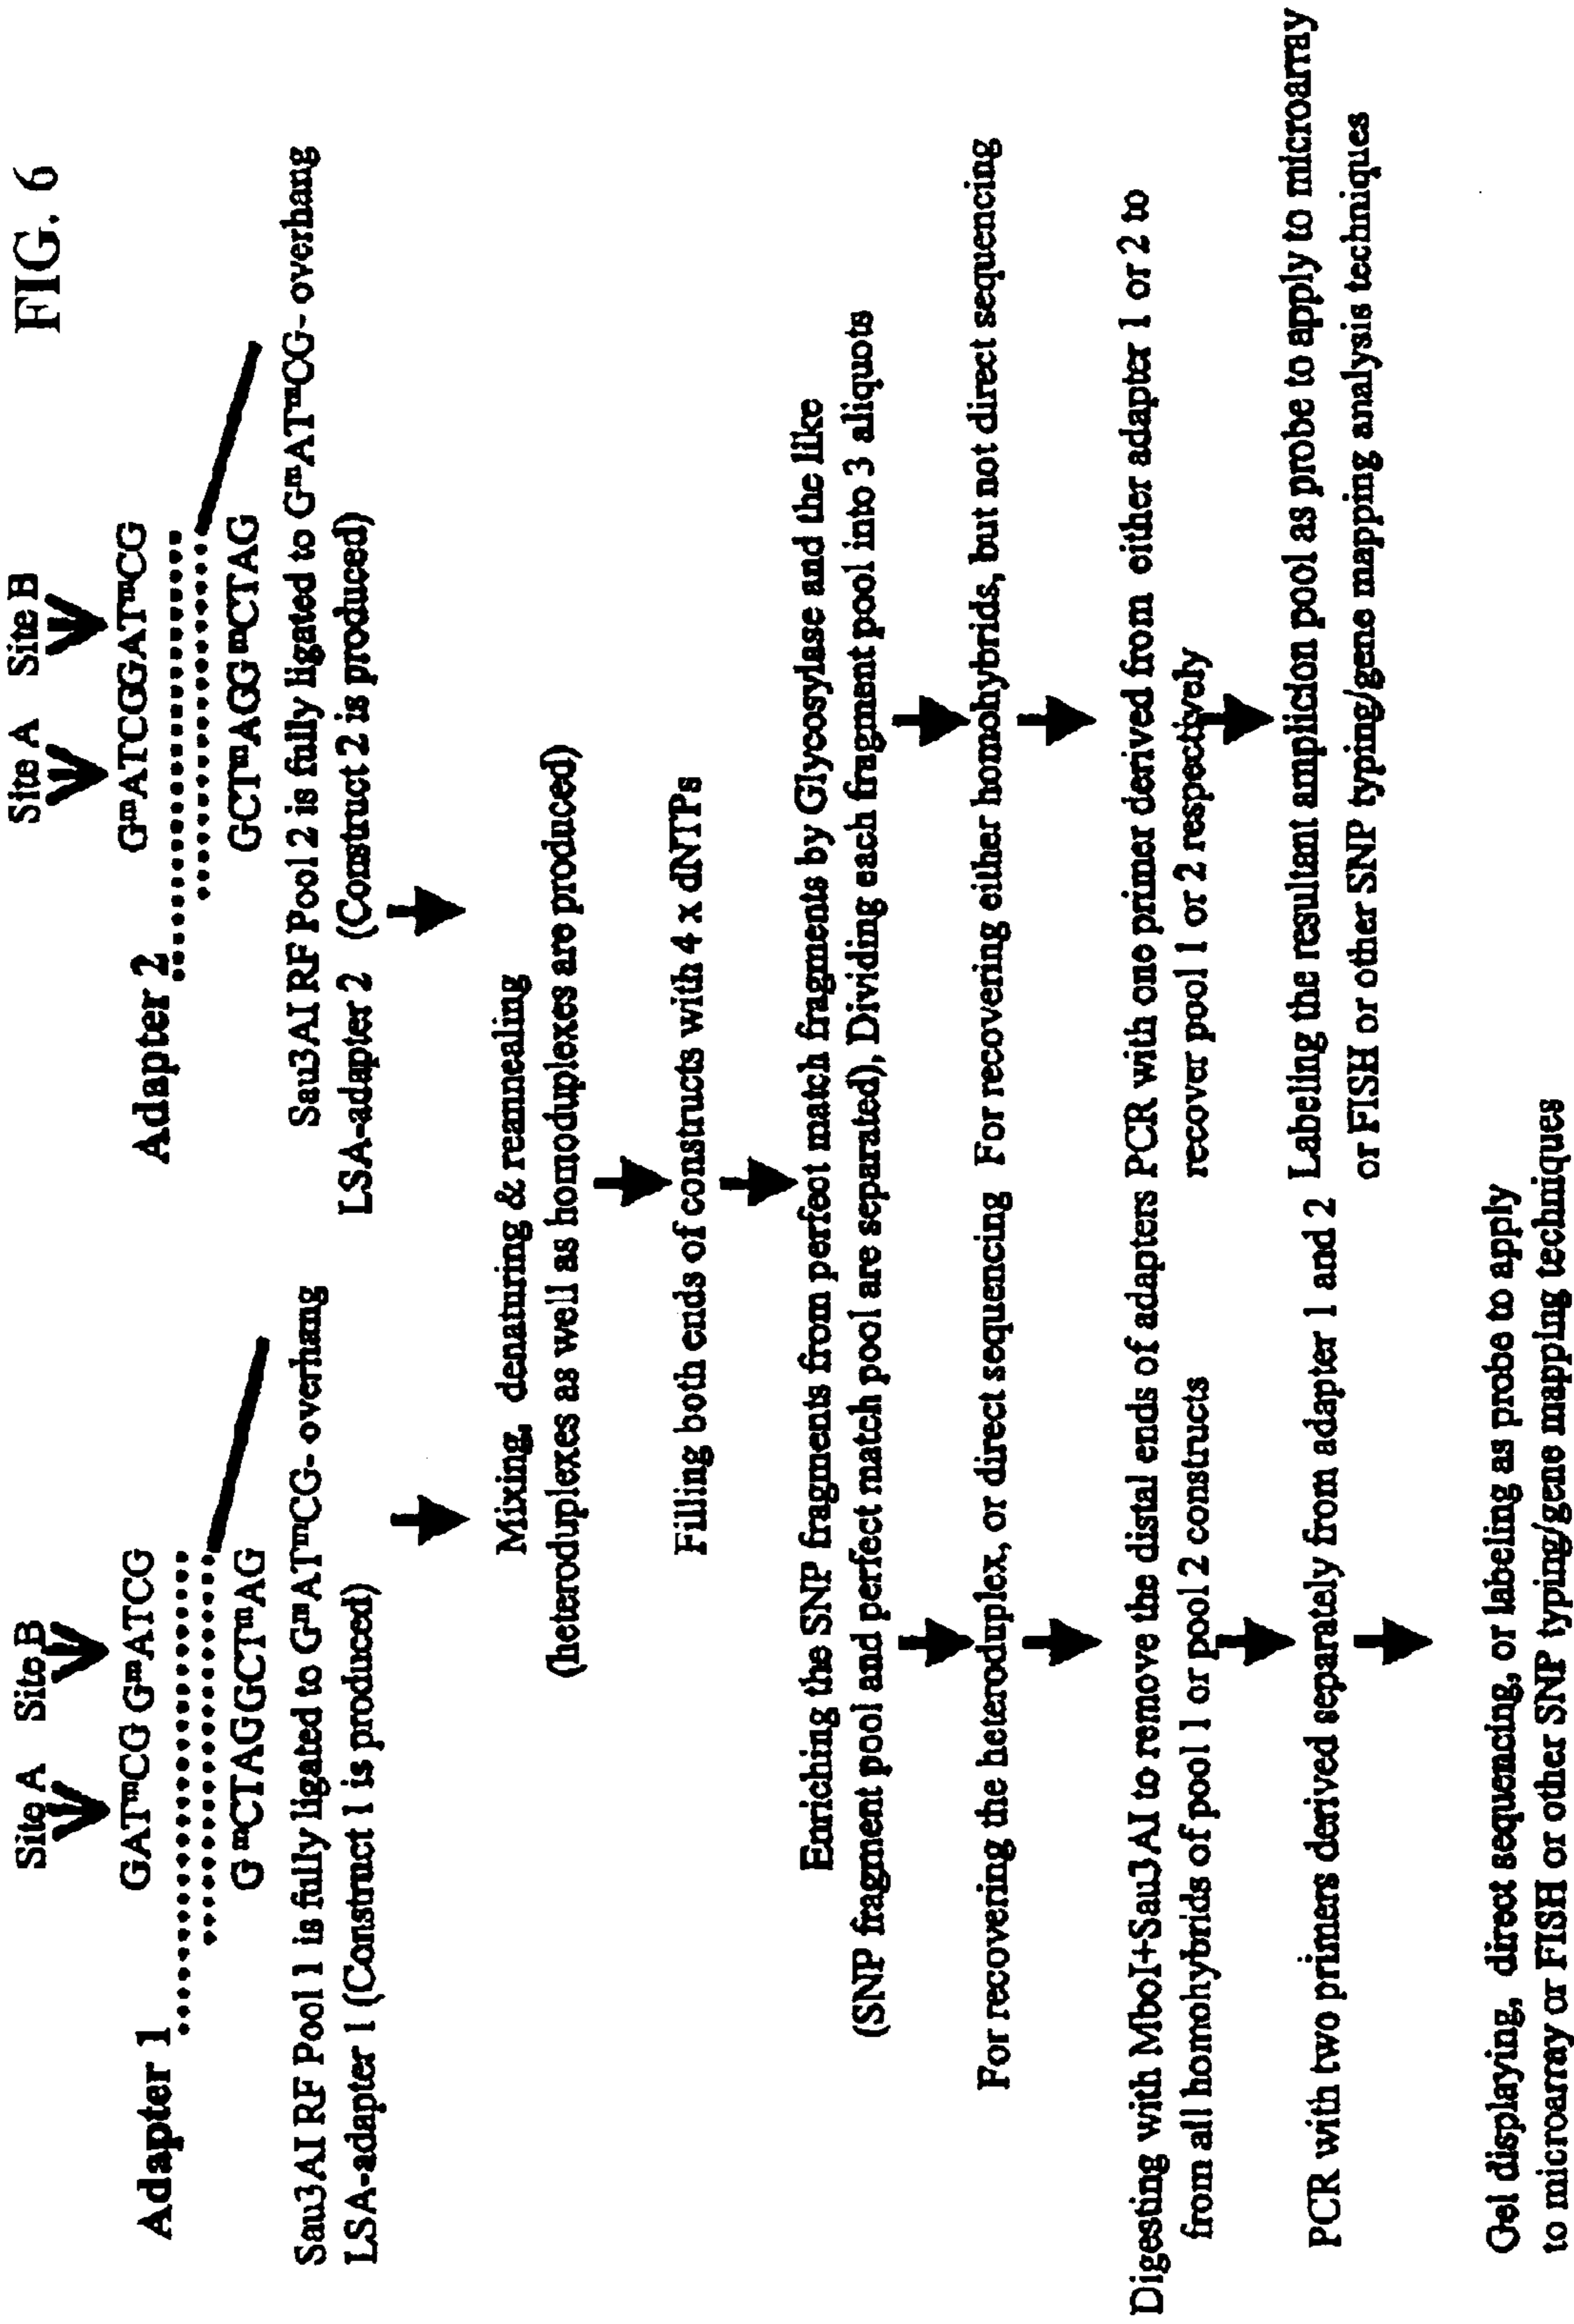 FIG. 6
Site A Site B
Site A Site B
Adapter 1
GATᵐCG GᵐATCG
GᵐCTAGGCTᵐAG
Adapter 2
GᵐATCGGATᵐCG
GCTᵐAGGᵐCTAG
Sau3AI RF Pool 1 is fully ligated to GᵐATᵐCG- overhang
LSA-adapter 1 (Construct 1 is produced)
Sau3AI RF Pool 2 is fully ligated to GᵐATᵐCG- overhang
LSA-adapter 2 (Construct 2 is produced)
Mixing, denaturing & reannealing
(heteroduplexes as well as homoduplexes are produced)
Filling both ends of constructs with 4 x dNTPs
Enriching the SNP fragments from perfect match fragments by Glycosylase and the like
(SNP fragment pool and perfect match pool are separated), Dividing each fragment pool into 3 aliquots
For recovering the heteroduplex, or direct sequencing
For recovering either homohybrids, but not direct sequencing
Digesting with MboI+Sau3AI to remove the distal ends of adapters
from all homohybrids of pool 1 or pool 2 constructs
PCR with one primer derived from either adapter 1 or 2 to
recover pool 1 or 2 respectively
PCR with two primers derived separately from adapter 1 and 2
Labeling the resultant amplicion pool as probe to apply to microarray
or FISH or other SNP typing/gene mapping analysis techniques
Gel displaying, direct sequencing, or labeling as probe to apply
to microarray or FISH or other SNP typing/gene mapping techniques